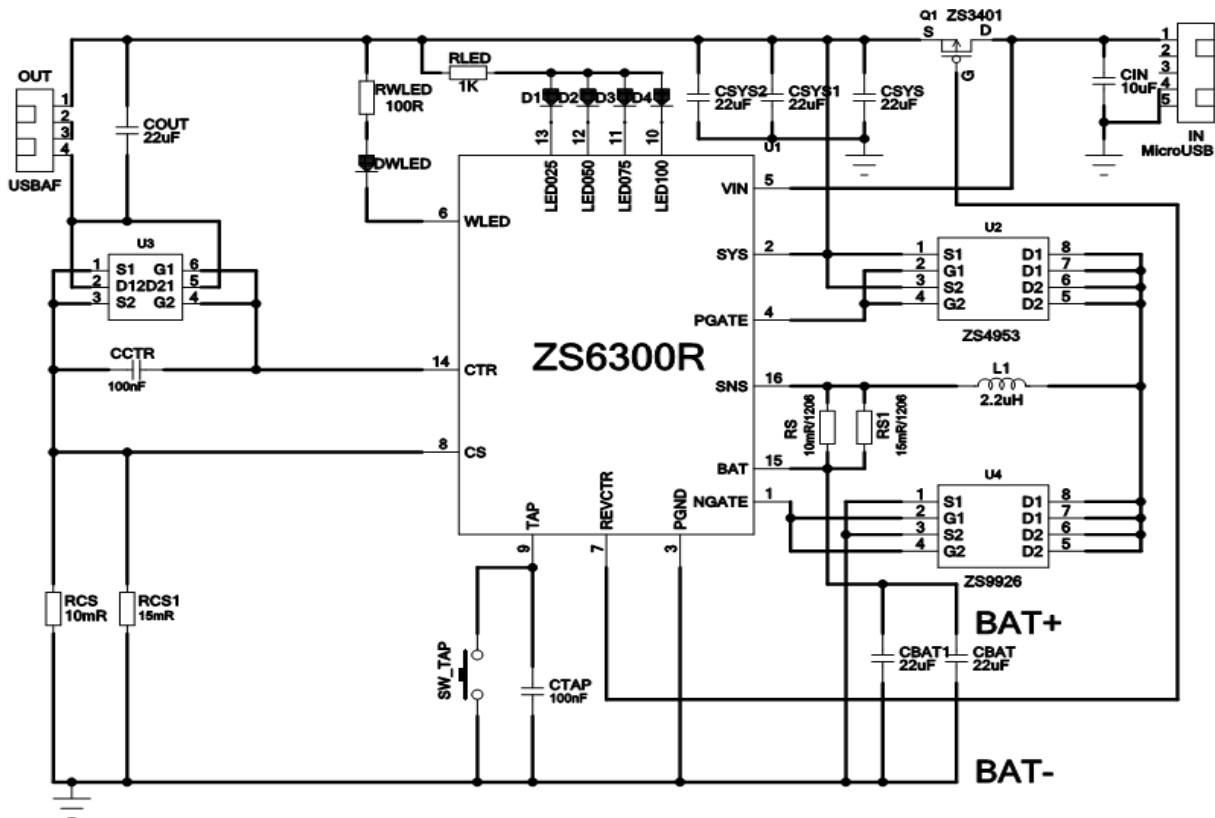 Q1 ZS3401
S D
G
OUT
1
2
3
4
USBAF
COUT
22uF
RWLED
100R
DWLED
RLED
1K
D1 D2 D3 D4
13 12 11 10
LED025 LED050 LED075 LED100
CSYS2
22uF
CSYS1
22uF
CSYS
22uF
U1
CIN
10uF
1
2
3
4
5
IN
MicroUSB
VIN 5
6 WLED
SYS 2
PGATE 4
U2
1 S1 D1 8
2 G1 D1 7
3 S2 D2 6
4 G2 D2 5
ZS4953
U3
1 S1 G1 6
2 D12D21 5
3 S2 G2 4
CCTR
100nF
14 CTR
ZS6300R
SNS 16
L1
2.2uH
RS
10mR/1206
RS1
15mR/1206
8 CS
BAT 15
NGATE 1
U4
1 S1 D1 8
2 G1 D1 7
3 S2 D2 6
4 G2 D2 5
ZS9926
TAP REVCTR PGND
9 7 3
RCS
10mR
RCS1
15mR
SW_TAP
CTAP
100nF
BAT+
CBAT1
22uF
CBAT
22uF
BAT-